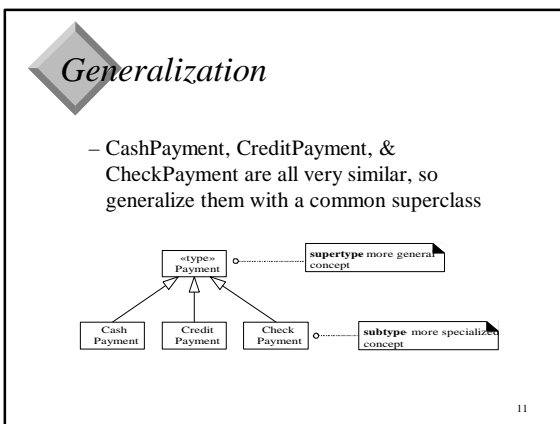 Generalization
– CashPayment, CreditPayment, &
CheckPayment are all very similar, so
generalize them with a common superclass
«type»
Payment
supertype more general
concept
Cash
Payment
Credit
Payment
Check
Payment
subtype more specialized
concept
11